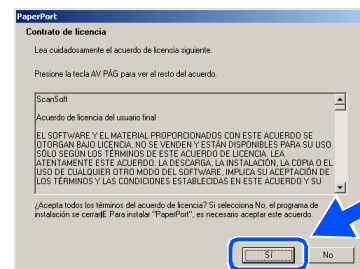 PaperPort
Contrato de licencia
Lea cuidadosamente el acuerdo de licencia siguiente.
Presione la tecla AV PÁG para ver el resto del acuerdo.
ScanSoft
Acuerdo de licencia del usuario final
EL SOFTWARE Y EL MATERIAL PROPORCIONADOS CON ESTE ACUERDO SE
OTORGAN BAJO LICENCIA, NO SE VENDEN Y ESTÁN DISPONIBLES PARA SU USO
SÓLO SEGÚN LOS TÉRMINOS DE ESTE ACUERDO DE LICENCIA. LEA
ATENTAMENTE ESTE ACUERDO. LA DESCARGA, LA INSTALACIÓN, LA COPIA O EL
USO DE CUALQUIER OTRO MODO DEL SOFTWARE, IMPLICA SU ACEPTACIÓN DE
LOS TÉRMINOS Y LAS CONDICIONES ESTABLECIDAS EN ESTE ACUERDO Y SU
¿Acepta todos los términos del acuerdo de licencia? Si selecciona No, el programa de
instalación se cerrarţE Para instalar "PaperPort", es necesario aceptar este acuerdo.
Sí
No